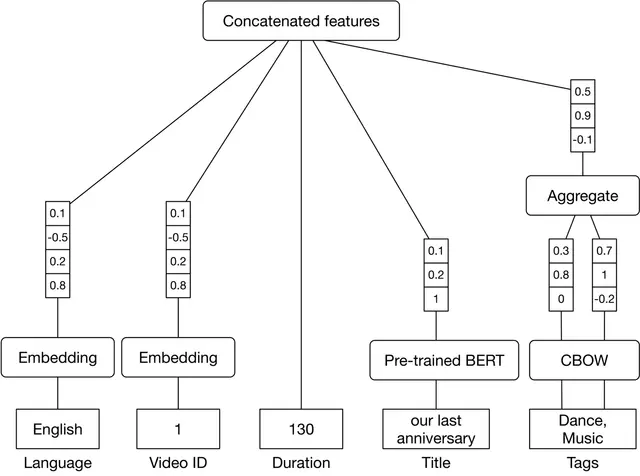 Concatenated features
0.5
0.9
-0.1
Aggregate
0.1
-0.5
0.2
0.8
0.1
-0.5
0.2
0.8
0.1
0.2
1
0.3
0.8
0
0.7
1
-0.2
Embedding
Embedding
Pre-trained BERT
CBOW
English
1
130
our last
anniversary
Dance,
Music
Language
Video ID
Duration
Title
Tags